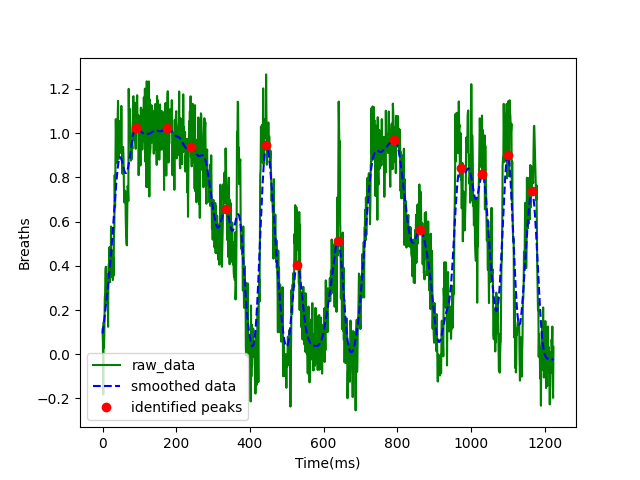 1.2
1.0
0.8
0.6
0.4
0.2
0.0
−0.2
Breaths
raw_data
smoothed data
identified peaks
0 200 400 600 800 1000 1200
Time(ms)